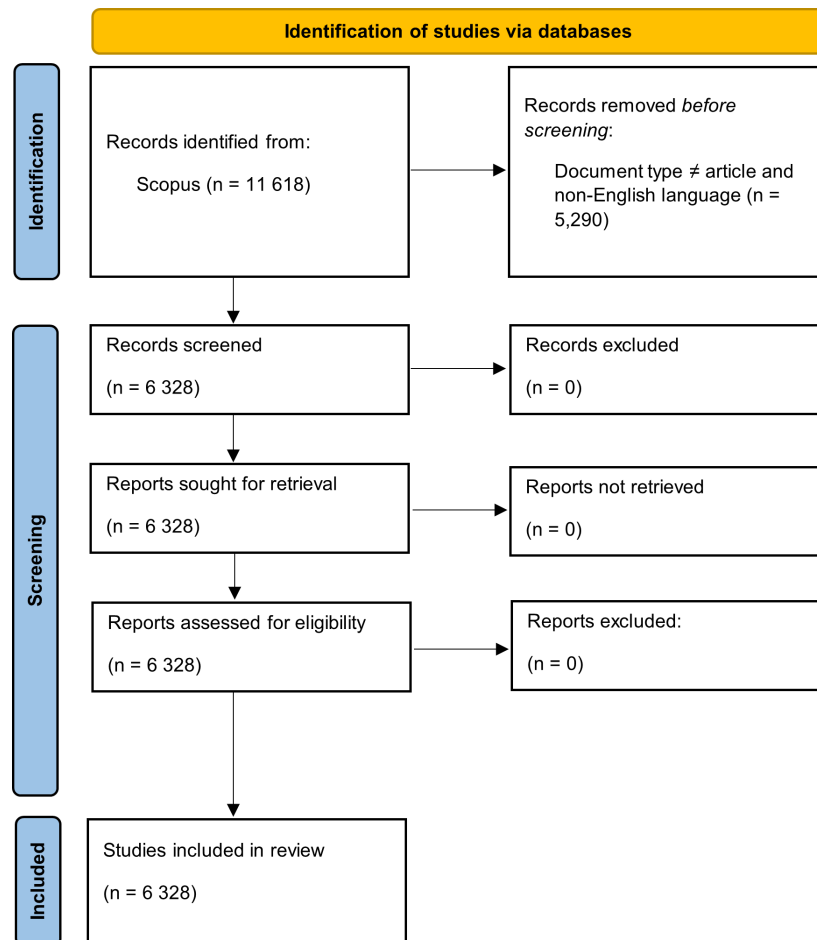 Identification of studies via databases
Identification
Records identified from:
Scopus (n = 11 618)
Records removed before
screening:
Document type ≠ article and
non-English language (n =
5,290)
Screening
Records screened
(n = 6 328)
Records excluded
(n = 0)
Reports sought for retrieval
(n = 6 328)
Reports not retrieved
(n = 0)
Reports assessed for eligibility
(n = 6 328)
Reports excluded:
(n = 0)
Included
Studies included in review
(n = 6 328)